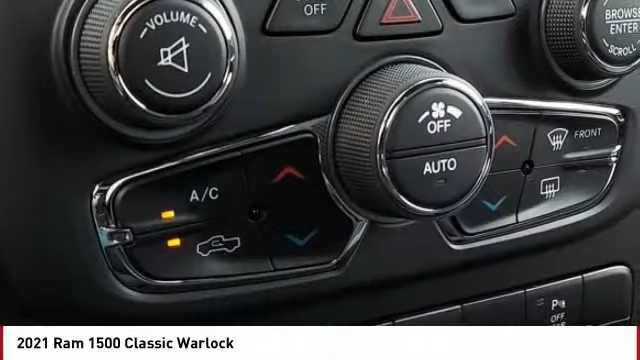 OFF
VOLUME
BROWSE
ENTER
SCROLL
OFF
AUTO
FRONT
A/C
P
OFF
2021 Ram 1500 Classic Warlock